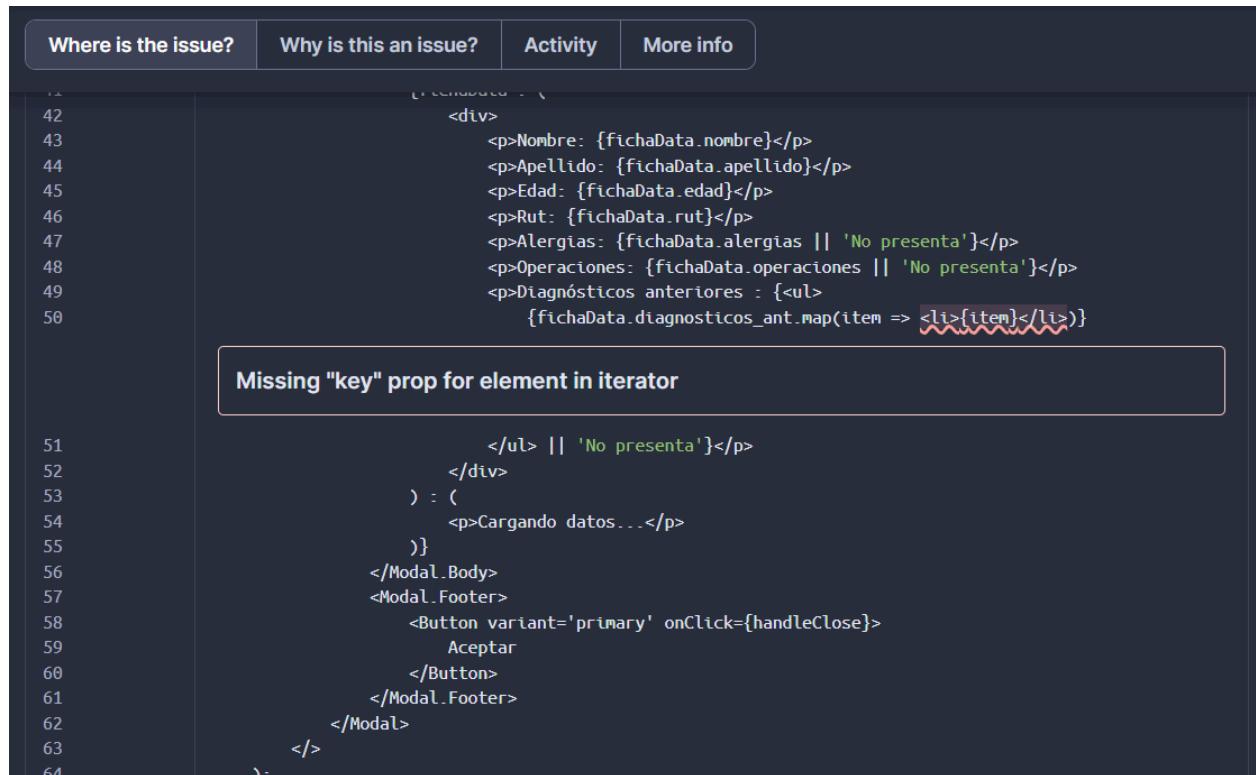 Where is the issue? Why is this an issue? Activity More info
42 <div>
43 <p>Nombre: {fichaData.nombre}</p>
44 <p>Apellido: {fichaData.apellido}</p>
45 <p>Edad: {fichaData.edad}</p>
46 <p>Rut: {fichaData.rut}</p>
47 <p>Alergias: {fichaData.alergias || 'No presenta'}</p>
48 <p>Operaciones: {fichaData.operaciones || 'No presenta'}</p>
49 <p>Diagnósticos anteriores : {<ul>
50 {fichaData.diagnosticos_ant.map(item => <li>{item}</li>)}
Missing "key" prop for element in iterator
51 </ul> || 'No presenta'}</p>
52 </div>
53 ) : (
54 <p>Cargando datos...</p>
55 )}
56 </Modal.Body>
57 <Modal.Footer>
58 <Button variant='primary' onClick={handleClose}>
59 Aceptar
60 </Button>
61 </Modal.Footer>
62 </Modal>
63 </>